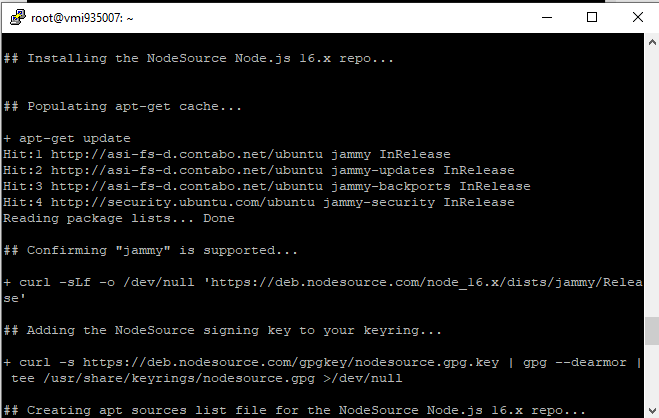 root@vmi935007: ~
## Installing the NodeSource Node.js 16.x repo...
## Populating apt-get cache...
+ apt-get update
Hit:1 http://asi-fs-d.contabo.net/ubuntu jammy InRelease
Hit:2 http://asi-fs-d.contabo.net/ubuntu jammy-updates InRelease
Hit:3 http://asi-fs-d.contabo.net/ubuntu jammy-backports InRelease
Hit:4 http://security.ubuntu.com/ubuntu jammy-security InRelease
Reading package lists... Done
## Confirming "jammy" is supported...
+ curl -sLf -o /dev/null 'https://deb.nodesource.com/node_16.x/dists/jammy/Relea
se'
## Adding the NodeSource signing key to your keyring...
+ curl -s https://deb.nodesource.com/gpgkey/nodesource.gpg.key | gpg --dearmor |
 tee /usr/share/keyrings/nodesource.gpg >/dev/null
## Creating apt sources list file for the NodeSource Node.js 16.x repo...